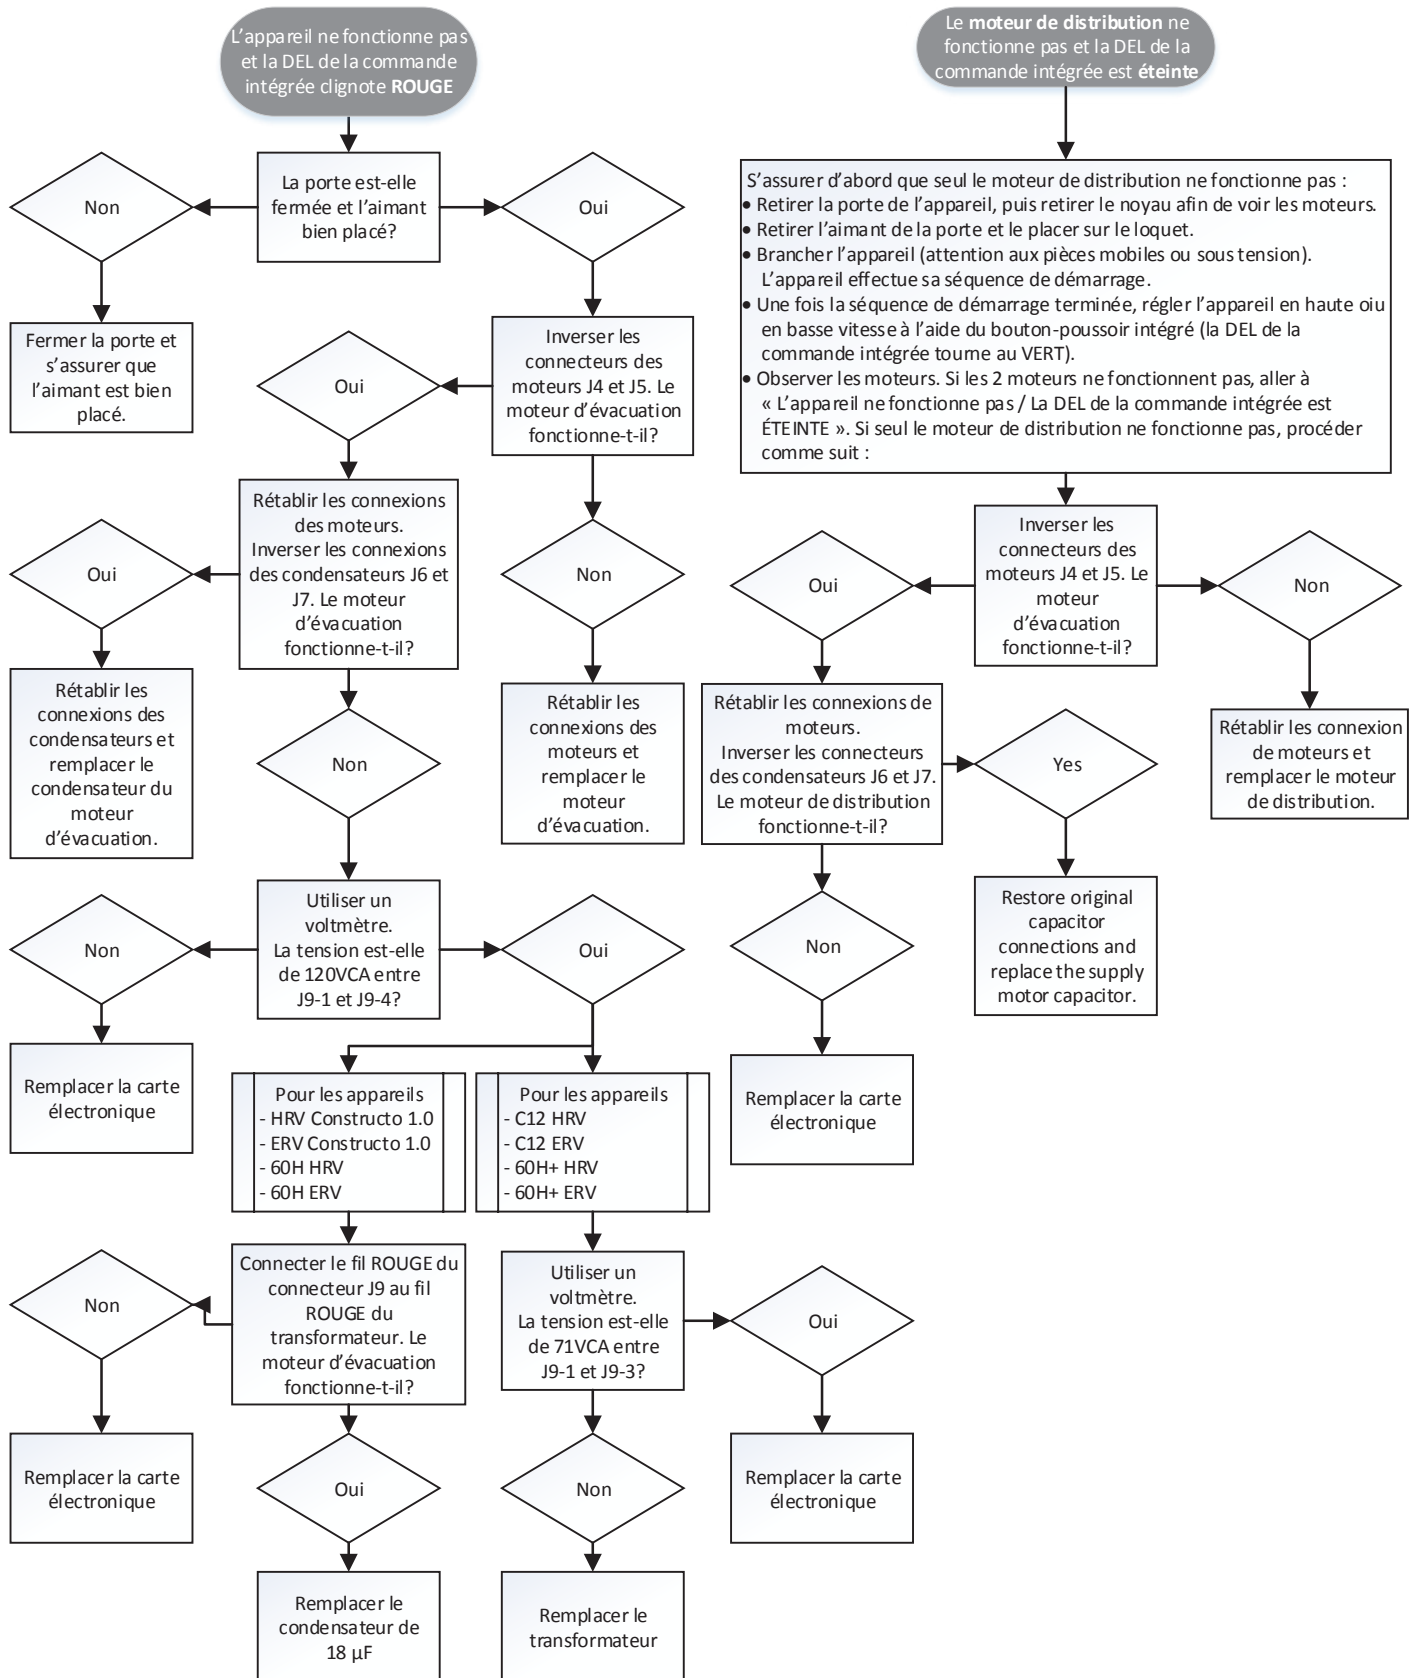 L'appareil ne fonctionne pas
et la DEL de la commande
intégrée clignote ROUGE
La porte est-elle
fermée et l'aimant
bien placé?
Non
Oui
Fermer la porte et
s'assurer que
l'aimant est bien
placé.
Inverser les
connecteurs des
moteurs J4 et J5. Le
moteur d'évacuation
fonctionne-t-il?
Oui
Non
Rétablir les connexions
des moteurs.
Inverser les connexions
des condensateurs J6 et
J7. Le moteur
d'évacuation
fonctionne-t-il?
Oui
Rétablir les
connexions des
condensateurs et
remplacer le
condensateur du
moteur
d'évacuation.
Non
Rétablir les
connexions des
moteurs et
remplacer le
moteur
d'évacuation.
Utiliser un
voltmètre.
La tension est-elle
de 120VCA entre
J9-1 et J9-4?
Non
Oui
Remplacer la carte
électronique
Pour les appareils
- HRV Constructo 1.0
- ERV Constructo 1.0
- 60H HRV
- 60H ERV
Pour les appareils
- C12 HRV
- C12 ERV
- 60H+ HRV
- 60H+ ERV
Connecter le fil ROUGE du
connecteur J9 au fil
ROUGE du
transformateur. Le
moteur d'évacuation
fonctionne-t-il?
Non
Remplacer la carte
électronique
Oui
Remplacer le
condensateur de
18 µF
Utiliser un
voltmètre.
La tension est-elle
de 71VCA entre
J9-1 et J9-3?
Oui
Remplacer la carte
électronique
Non
Remplacer le
transformateur
Le moteur de distribution ne
fonctionne pas et la DEL de la
commande intégrée est éteinte
S'assurer d'abord que seul le moteur de distribution ne fonctionne pas :
• Retirer la porte de l'appareil, puis retirer le noyau afin de voir les moteurs.
• Retirer l'aimant de la porte et le placer sur le loquet.
• Brancher l'appareil (attention aux pièces mobiles ou sous tension).
L'appareil effectue sa séquence de démarrage.
• Une fois la séquence de démarrage terminée, régler l'appareil en haute oiu
en basse vitesse à l'aide du bouton-poussoir intégré (la DEL de la
commande intégrée tourne au VERT).
• Observer les moteurs. Si les 2 moteurs ne fonctionnent pas, aller à
« L'appareil ne fonctionne pas / La DEL de la commande intégrée est
ÉTEINTE ». Si seul le moteur de distribution ne fonctionne pas, procéder
comme suit :
Inverser les
connecteurs des
moteurs J4 et J5. Le
moteur
d'évacuation
fonctionne-t-il?
Oui
Non
Rétablir les connexions de
moteurs.
Inverser les connecteurs
des condensateurs J6 et J7.
Le moteur de distribution
fonctionne-t-il?
Yes
Rétablir les connexion
de moteurs et
remplacer le moteur
de distribution.
Non
Restore original
capacitor
connections and
replace the supply
motor capacitor.
Remplacer la carte
électronique